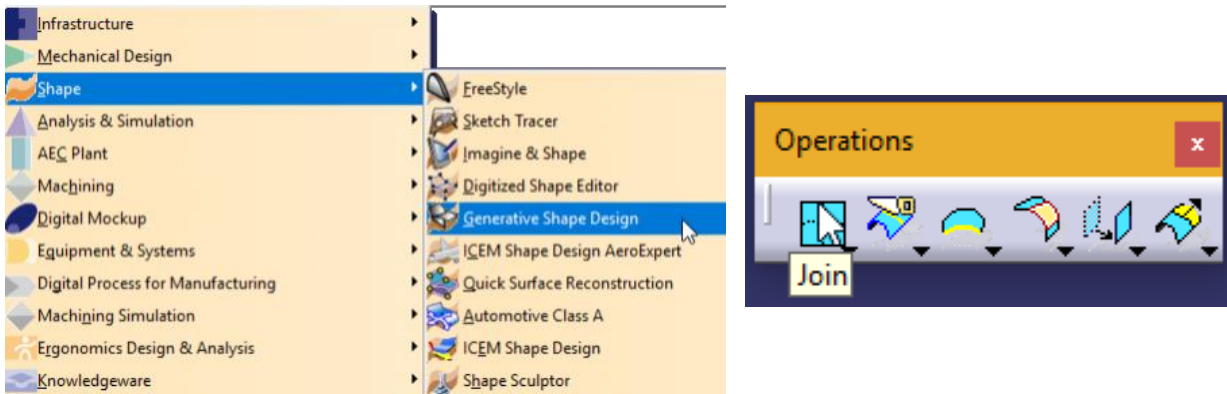 Infrastructure
Mechanical Design
Shape
Analysis & Simulation
AEC Plant
Machining
Digital Mockup
Equipment & Systems
Digital Process for Manufacturing
Machining Simulation
Ergonomics Design & Analysis
Knowledgeware
FreeStyle
Sketch Tracer
Imagine & Shape
Digitized Shape Editor
Generative Shape Design
ICEM Shape Design AeroExpert
Quick Surface Reconstruction
Automotive Class A
ICEM Shape Design
Shape Sculptor
Operations
x
Join